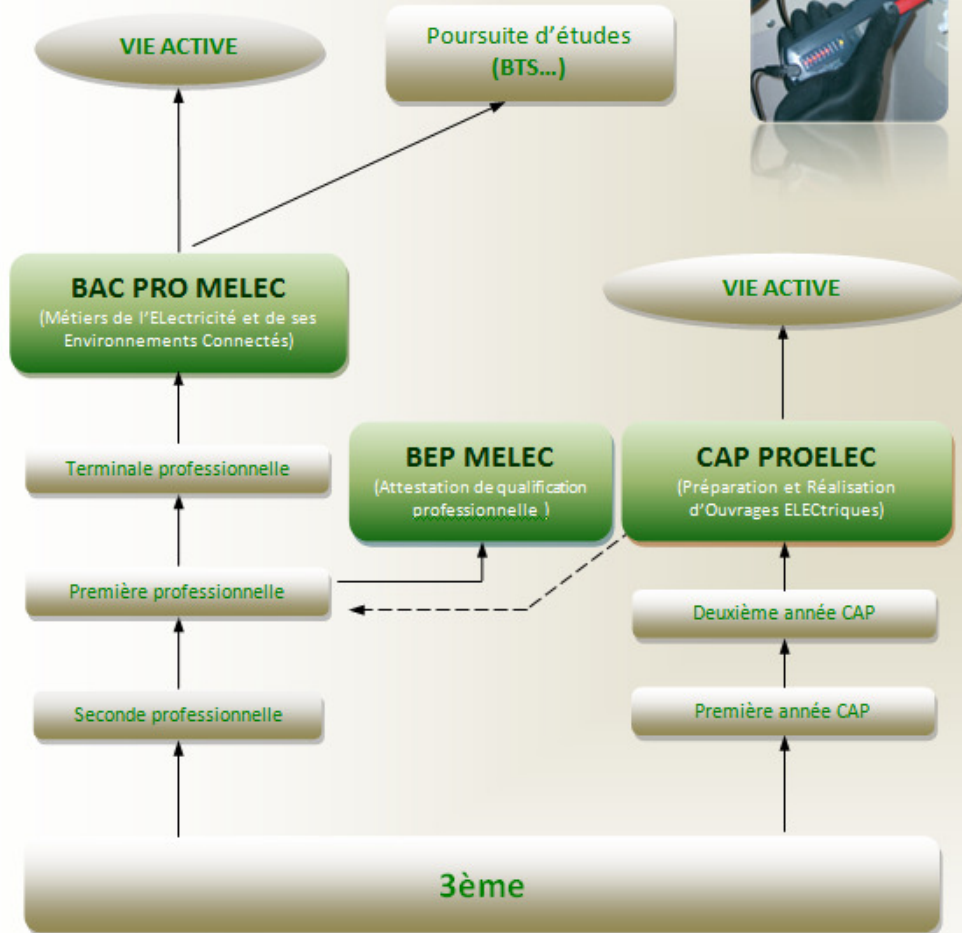 VIE ACTIVE
Poursuite d'études
(BTS...)
BAC PRO MELEC
(Métiers de l'ELectricité et de ses
Environnements Connectés)
VIE ACTIVE
Terminale professionnelle
BEP MELEC
(Attestation de qualification
professionnelle )
CAP PROELEC
(Préparation et Réalisation
d'Ouvrages ELECtriques)
Première professionnelle
Deuxième année CAP
Seconde professionnelle
Première année CAP
3ème